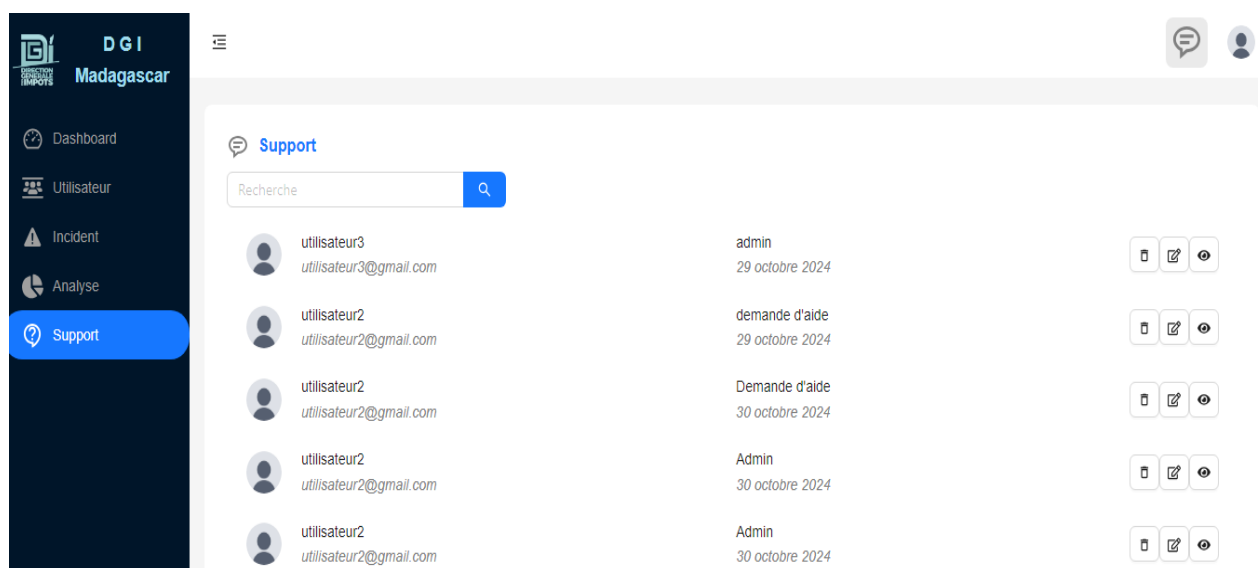 DGI
Madagascar
DIRECTION
GENERALE
IMPOTS
Dashboard
Utilisateur
Incident
Analyse
Support
Support
Recherche
utilisateur3 admin
utilisateur3@gmail.com 29 octobre 2024
utilisateur2 demande d'aide
utilisateur2@gmail.com 29 octobre 2024
utilisateur2 Demande d'aide
utilisateur2@gmail.com 30 octobre 2024
utilisateur2 Admin
utilisateur2@gmail.com 30 octobre 2024
utilisateur2 Admin
utilisateur2@gmail.com 30 octobre 2024